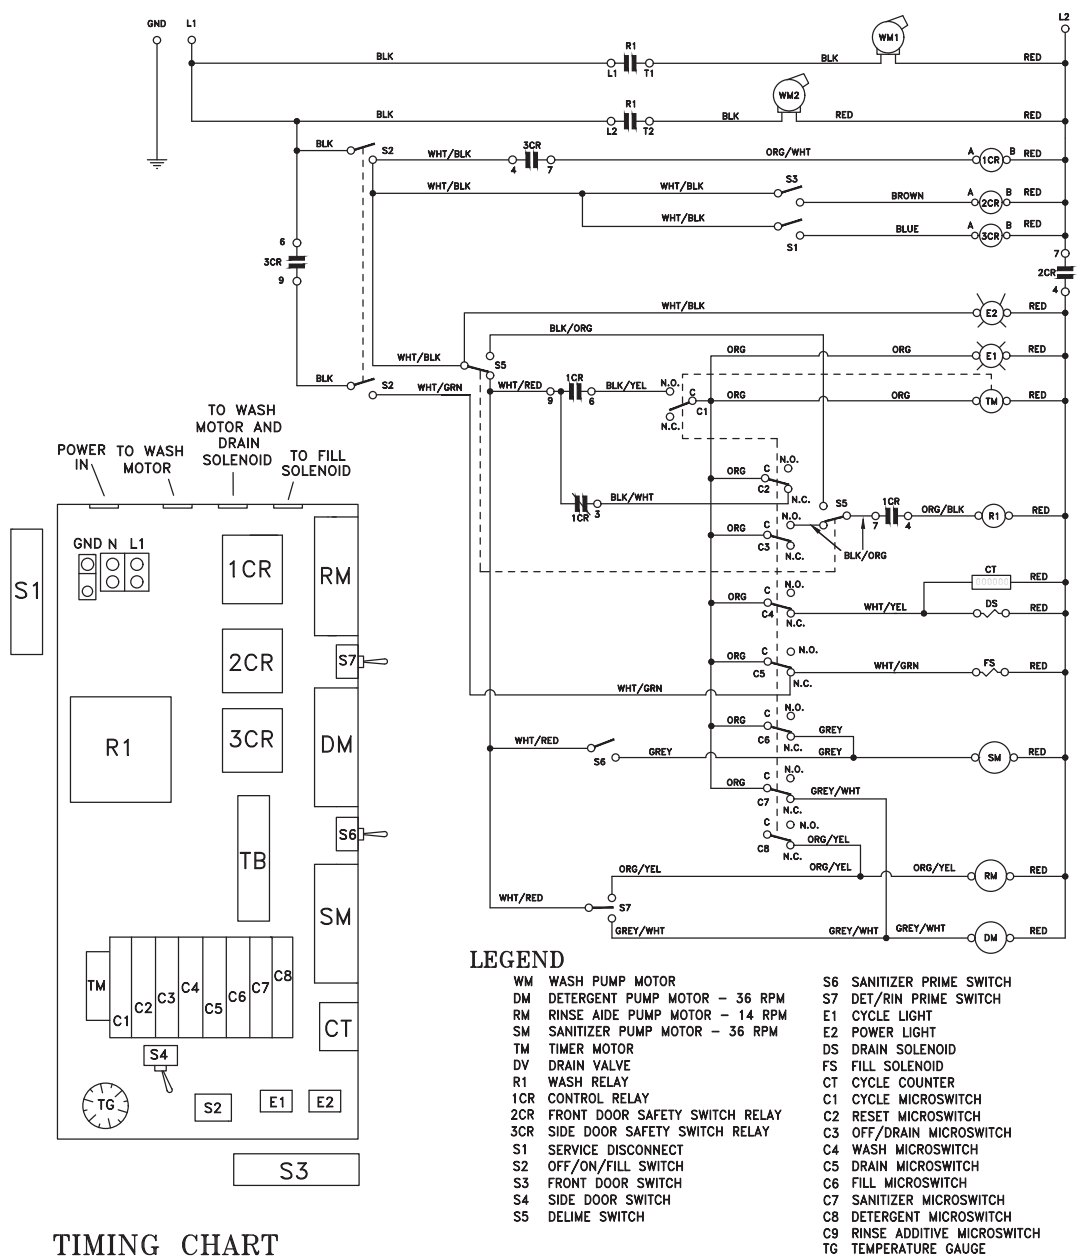 GND L1 L2
R1 WM1
BLK L1 T1 BLK RED
R1 WM2
BLK L2 T2 BLK RED RED
BLK S2 WHT/BLK 3CR 4 7 ORG/WHT A 1CR B RED
WHT/BLK WHT/BLK S3 BROWN A 2CR B RED
WHT/BLK S1 BLUE A 3CR B RED
6 3CR 9
7 2CR 4
WHT/BLK E2 RED
BLK/ORG
WHT/BLK S5 ORG ORG E1 RED
BLK S2 WHT/GRN WHT/RED 9 1CR 6 BLK/YEL N.O. C C1 N.C. ORG ORG TM RED
ORG C N.O. C2 N.C.
1CR 3 BLK/WHT
ORG C N.O. C3 N.C. S5 7 1CR 4 ORG/BLK R1 RED
BLK/ORG
CT RED
ORG C N.O. C4 N.C. WHT/YEL DS RED
ORG C N.O. C5 N.C. WHT/GRN FS RED
WHT/GRN
ORG C N.O. C6 N.C. GREY
WHT/RED S6 GREY GREY SM RED
ORG C N.O. C7 N.C. GREY/WHT
C N.O. C8 N.C. ORG/YEL
ORG/YEL ORG/YEL ORG/YEL RM RED
WHT/RED S7
GREY/WHT GREY/WHT GREY/WHT DM RED
POWER
IN
TO WASH
MOTOR
TO WASH
MOTOR AND
DRAIN
SOLENOID
TO FILL
SOLENOID
S1
GND N L1
1CR RM
S7
2CR
R1 3CR DM
S6
TB
SM
TM C1 C2 C3 C4 C5 C6 C7 C8
CT
S4
TG S2 E1 E2
S3
LEGEND
WM WASH PUMP MOTOR
DM DETERGENT PUMP MOTOR - 36 RPM
RM RINSE AIDE PUMP MOTOR - 14 RPM
SM SANITIZER PUMP MOTOR - 36 RPM
TM TIMER MOTOR
DV DRAIN VALVE
R1 WASH RELAY
1CR CONTROL RELAY
2CR FRONT DOOR SAFETY SWITCH RELAY
3CR SIDE DOOR SAFETY SWITCH RELAY
S1 SERVICE DISCONNECT
S2 OFF/ON/FILL SWITCH
S3 FRONT DOOR SWITCH
S4 SIDE DOOR SWITCH
S5 DELIME SWITCH
S6 SANITIZER PRIME SWITCH
S7 DET/RIN PRIME SWITCH
E1 CYCLE LIGHT
E2 POWER LIGHT
DS DRAIN SOLENOID
FS FILL SOLENOID
CT CYCLE COUNTER
C1 CYCLE MICROSWITCH
C2 RESET MICROSWITCH
C3 OFF/DRAIN MICROSWITCH
C4 WASH MICROSWITCH
C5 DRAIN MICROSWITCH
C6 FILL MICROSWITCH
C7 SANITIZER MICROSWITCH
C8 DETERGENT MICROSWITCH
C9 RINSE ADDITIVE MICROSWITCH
TG TEMPERATURE GAUGE
TIMING CHART